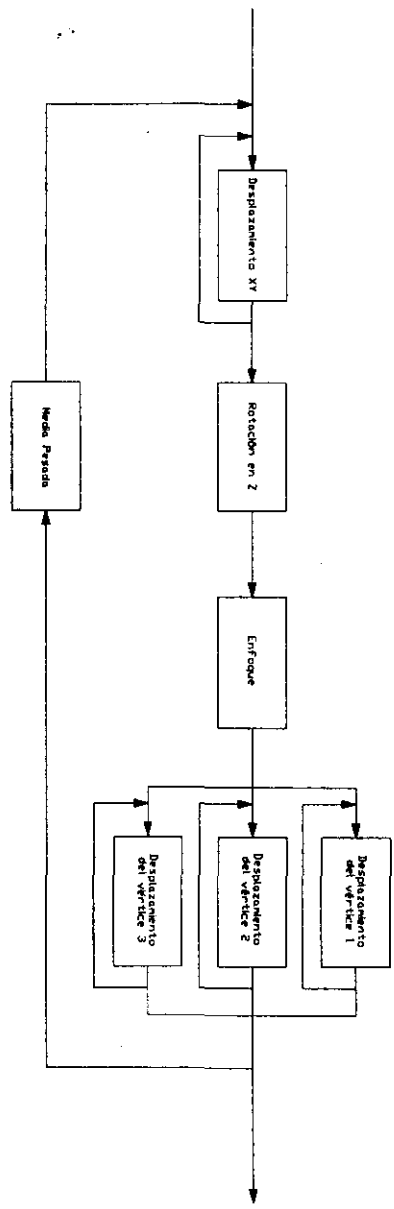 Desplazamiento XY
Rotación en Z
Enfoque
Desplazamiento
del vértice 1
Desplazamiento
del vértice 2
Desplazamiento
del vértice 3
Media Pesada